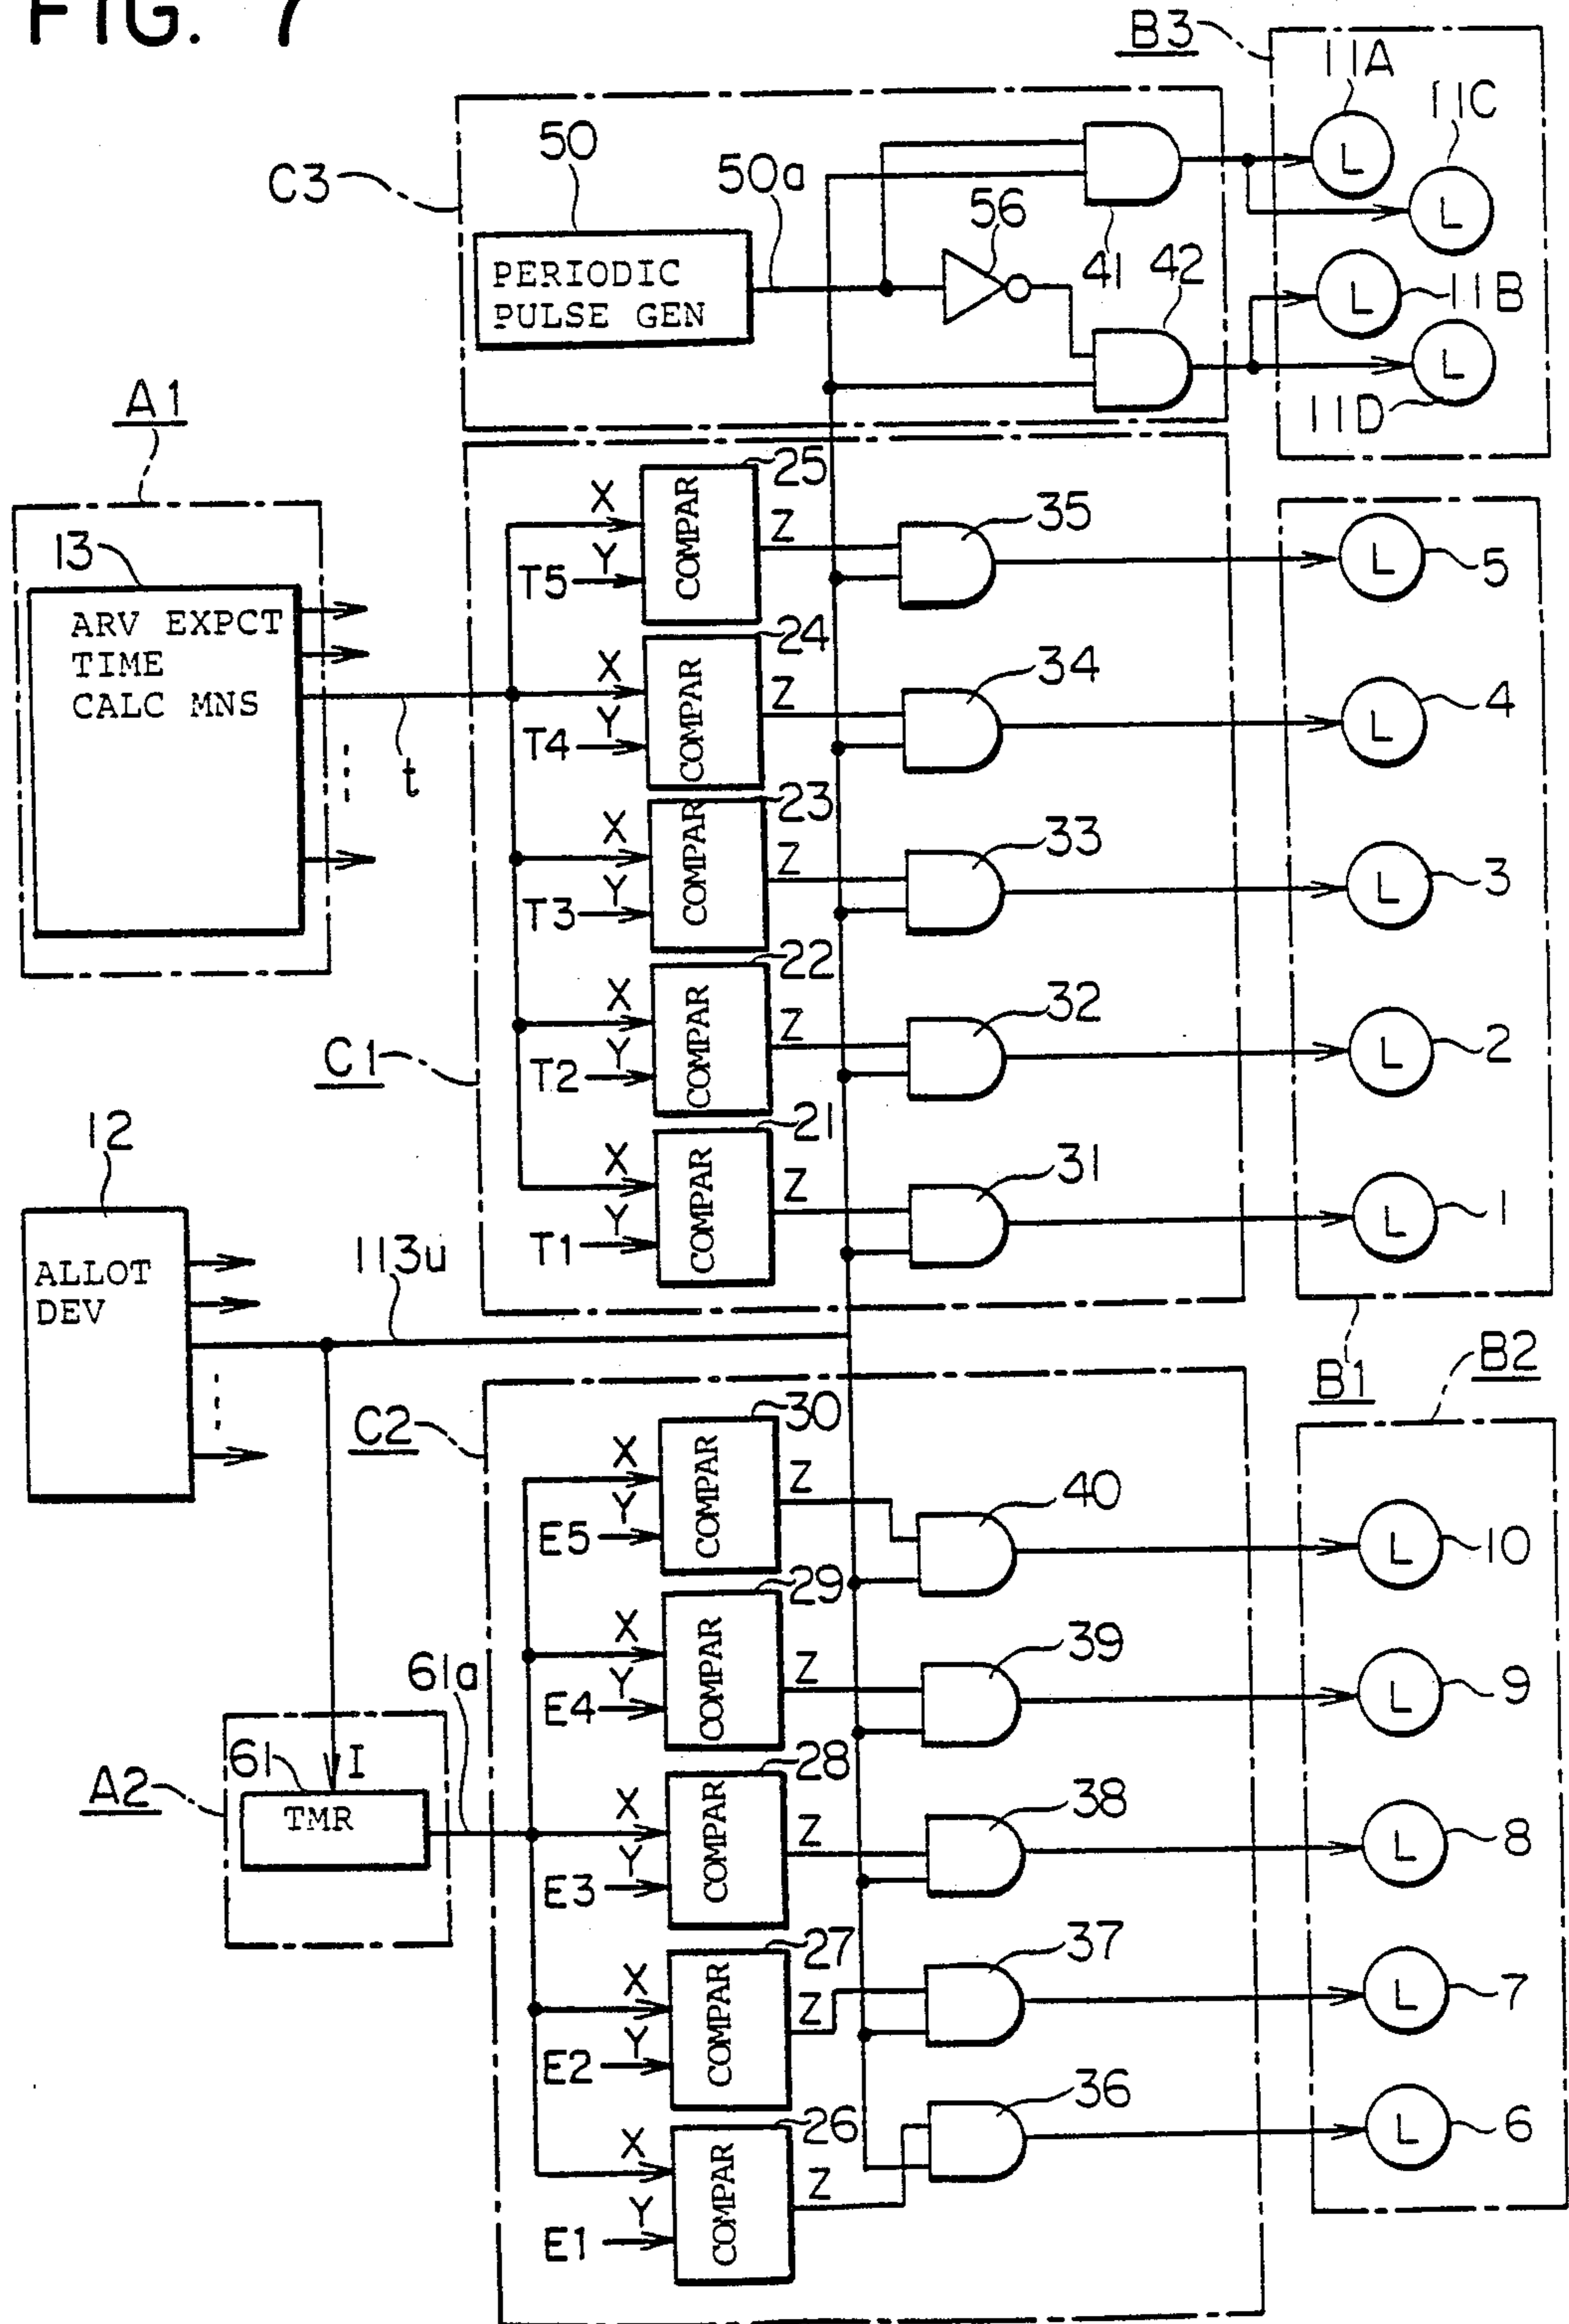 FIG. 7
B3
11A
11C
50
50a
C3
56
L
L
PERIODIC
PULSE GEN
41
42
L
11B
L
11D
A1
25
X
Y
T5
COMPAR
Z
35
L
5
13
ARV EXPCT
TIME
CALC MNS
t
24
X
Y
T4
COMPAR
Z
34
L
4
23
X
Y
T3
COMPAR
Z
33
L
3
22
X
Y
T2
COMPAR
Z
32
L
2
C1
21
X
Y
T1
COMPAR
Z
31
L
1
12
ALLOT
DEV
113u
B1
B2
C2
30
X
Y
E5
COMPAR
Z
40
L
10
29
X
Y
E4
COMPAR
Z
39
L
9
61a
A2
61
I
TMR
28
X
Y
E3
COMPAR
Z
38
L
8
27
X
Y
E2
COMPAR
Z
37
L
7
26
X
Y
E1
COMPAR
Z
36
L
6